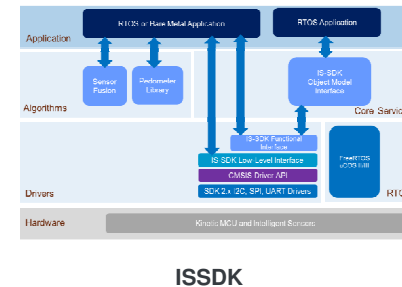 RTOS or Bare Metal Application
RTOS Application
Application
Sensor
Fusion
Pedometer
Library
IS-SDK
Object Model
Interface
Algorithms
Core Servic
IS-SDK Functional
Interface
IS SDK Low-Level Interface
CMSIS Driver API
SDK 2.x I2C, SPI, UART Drivers
FreeRTOS
Drivers
RTO
Hardware
Kinetis MCU and Intelligent Sensors
ISSDK